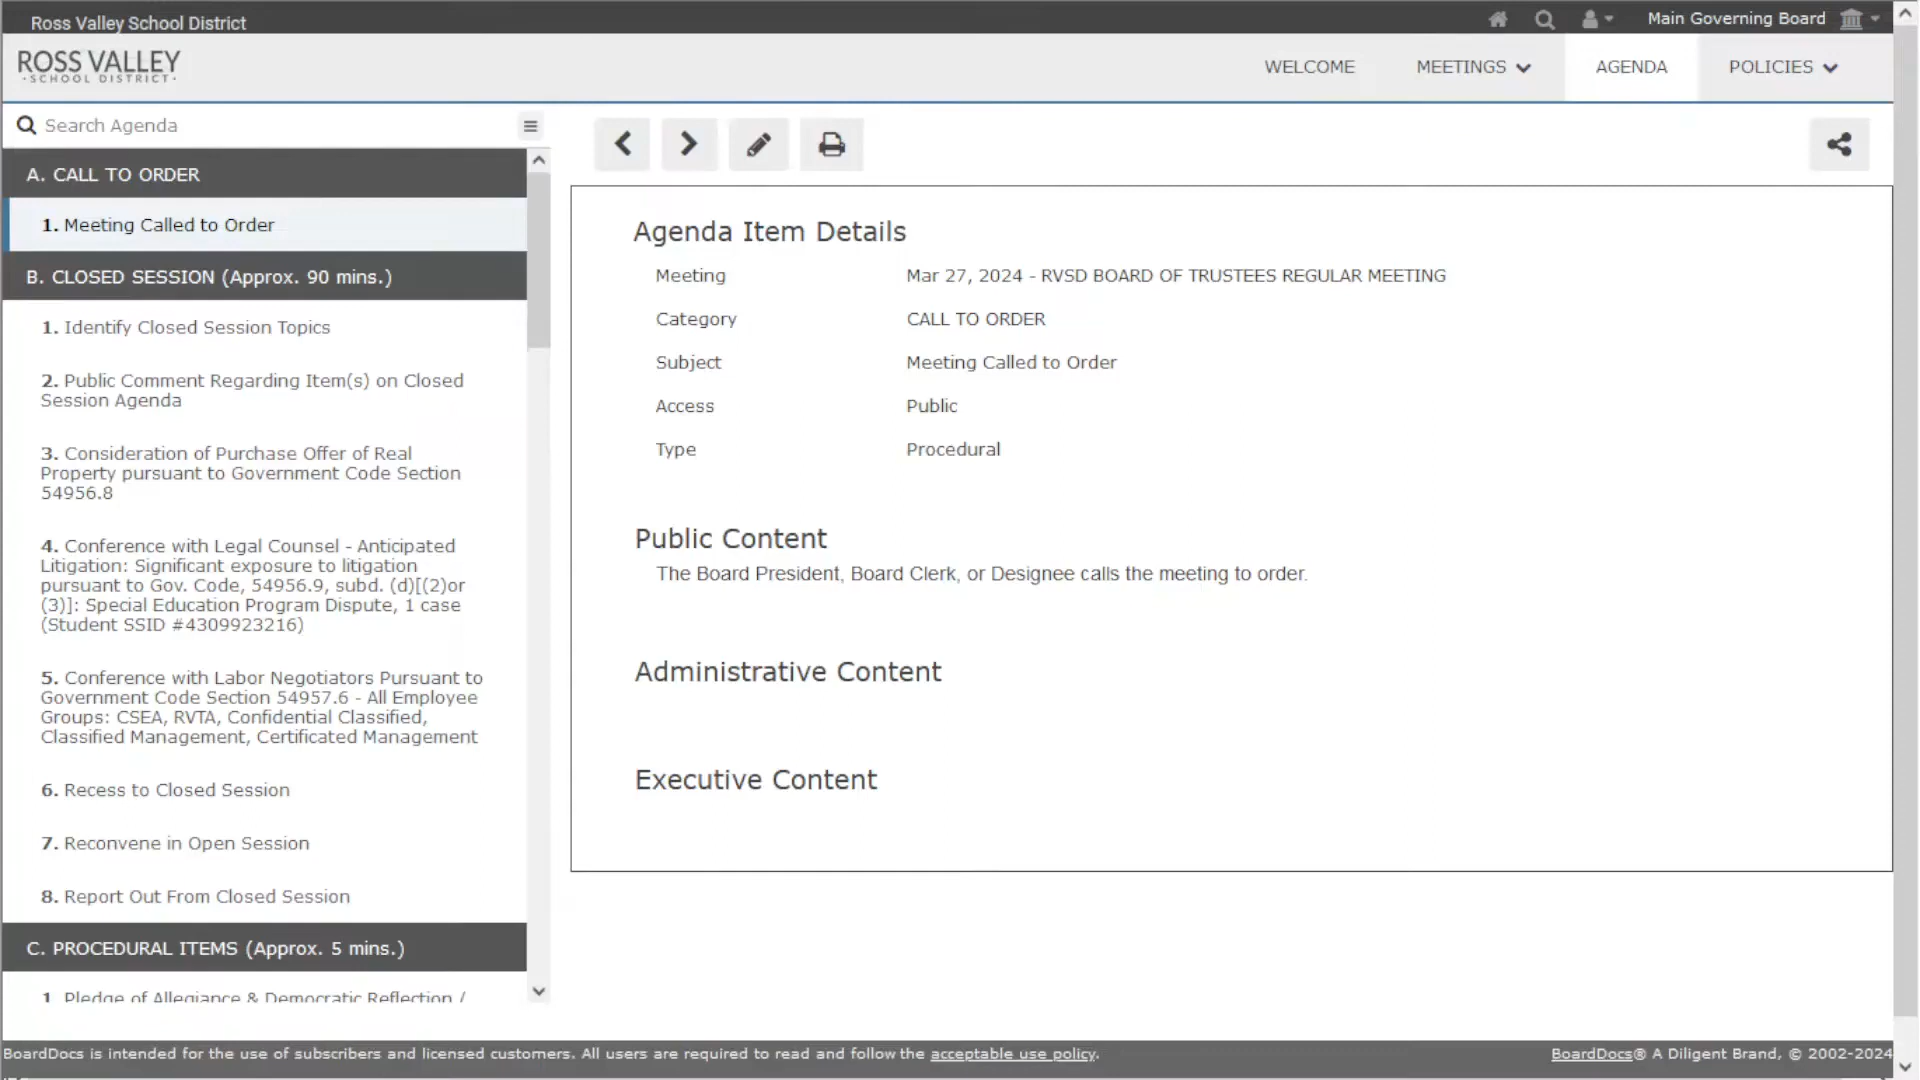 Ross Valley School District
Main Governing Board
ROSS VALLEY
·SCHOOL DISTRICT·
WELCOME
MEETINGS
AGENDA
POLICIES
Search Agenda
A. CALL TO ORDER
1. Meeting Called to Order
B. CLOSED SESSION (Approx. 90 mins.)
1. Identify Closed Session Topics
2. Public Comment Regarding Item(s) on Closed
Session Agenda
3. Consideration of Purchase Offer of Real
Property pursuant to Government Code Section
54956.8
4. Conference with Legal Counsel - Anticipated
Litigation: Significant exposure to litigation
pursuant to Gov. Code, 54956.9, subd. (d)[(2)or
(3)]: Special Education Program Dispute, 1 case
(Student SSID #4309923216)
5. Conference with Labor Negotiators Pursuant to
Government Code Section 54957.6 - All Employee
Groups: CSEA, RVTA, Confidential Classified,
Classified Management, Certificated Management
6. Recess to Closed Session
7. Reconvene in Open Session
8. Report Out From Closed Session
C. PROCEDURAL ITEMS (Approx. 5 mins.)
1. Pledge of Allegiance & Democratic Reflection /
Agenda Item Details
Meeting Mar 27, 2024 - RVSD BOARD OF TRUSTEES REGULAR MEETING
Category CALL TO ORDER
Subject Meeting Called to Order
Access Public
Type Procedural
Public Content
The Board President, Board Clerk, or Designee calls the meeting to order.
Administrative Content
Executive Content
BoardDocs is intended for the use of subscribers and licensed customers. All users are required to read and follow the acceptable use policy.
BoardDocs® A Diligent Brand, © 2002-2024